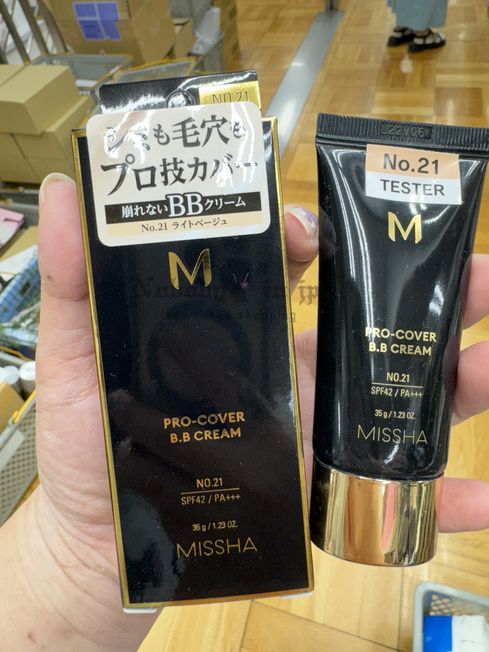 NO.21
シミも毛穴も
プロ技カバー
崩れないBBクリーム
No.21 ライトベージュ
M
PRO-COVER
B.B CREAM
NO.21
SPF42 / PA+++
35 g / 1.23 OZ.
MISSHA
J22V06
No.21
TESTER
M
PRO-COVER
B.B CREAM
NO.21
SPF42 / PA+++
35 g / 1.23 OZ.
MISSHA